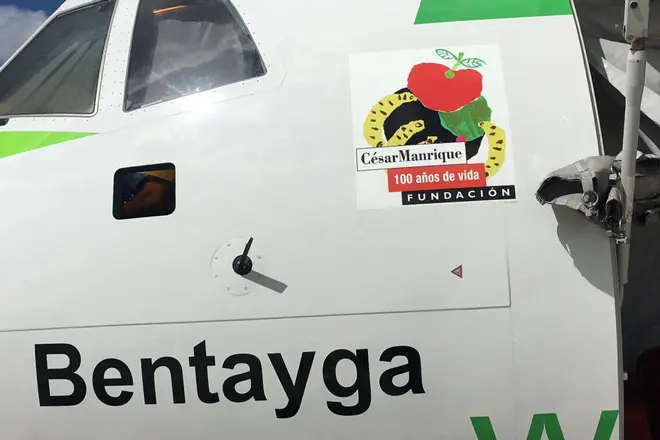 CésarManrique
100 años de vida
FUNDACIÓN
Bentayga
W